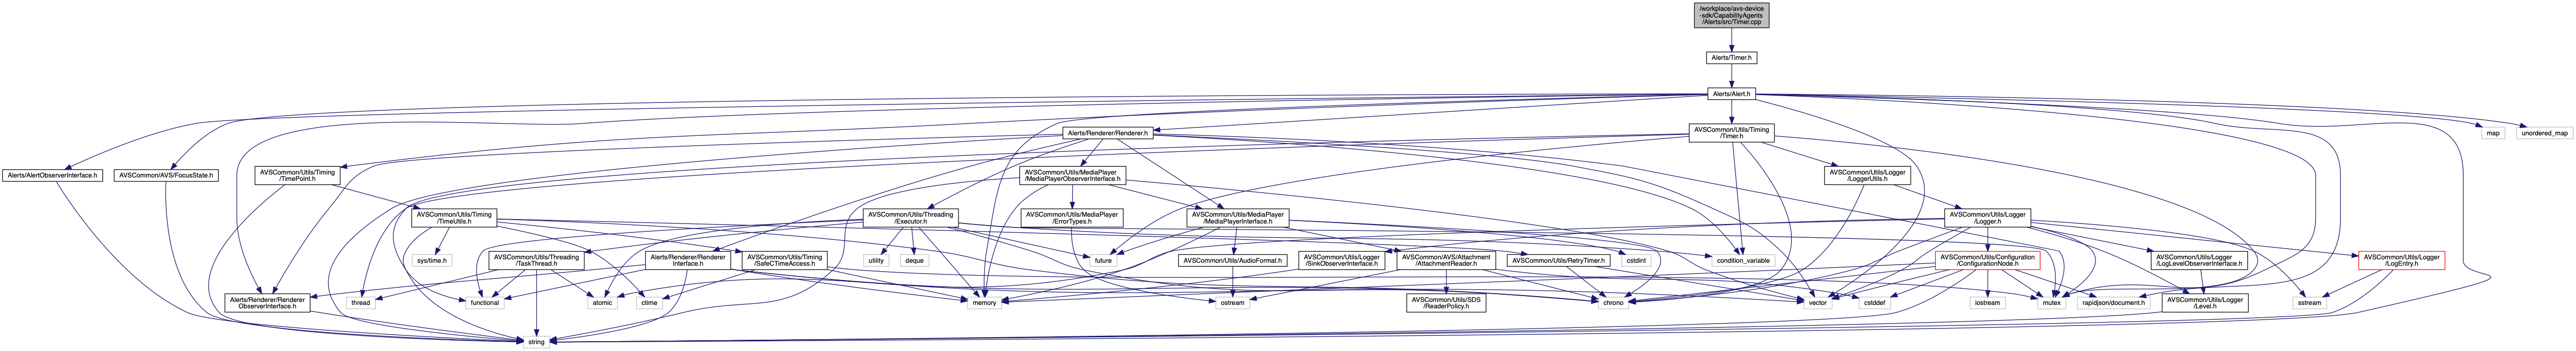 /workplace/avs-device
-sdk/CapabilityAgents
/Alerts/src/Timer.cpp
Alerts/Timer.h
Alerts/Alert.h
Alerts/Renderer/Renderer.h
AVSCommon/Utils/Timing
/Timer.h
map
unordered_map
Alerts/AlertObserverInterface.h
AVSCommon/AVS/FocusState.h
AVSCommon/Utils/Timing
/TimePoint.h
AVSCommon/Utils/MediaPlayer
/MediaPlayerObserverInterface.h
AVSCommon/Utils/Logger
/LoggerUtils.h
AVSCommon/Utils/Timing
/TimeUtils.h
AVSCommon/Utils/Threading
/Executor.h
AVSCommon/Utils/MediaPlayer
/ErrorTypes.h
AVSCommon/Utils/MediaPlayer
/MediaPlayerInterface.h
AVSCommon/Utils/Logger
/Logger.h
sys/time.h
AVSCommon/Utils/Threading
/TaskThread.h
Alerts/Renderer/Renderer
Interface.h
AVSCommon/Utils/Timing
/SafeCTimeAccess.h
utility
deque
future
AVSCommon/Utils/AudioFormat.h
AVSCommon/Utils/Logger
/SinkObserverInterface.h
AVSCommon/AVS/Attachment
/AttachmentReader.h
AVSCommon/Utils/RetryTimer.h
cstdint
condition_variable
AVSCommon/Utils/Configuration
/ConfigurationNode.h
AVSCommon/Utils/Logger
/LogLevelObserverInterface.h
AVSCommon/Utils/Logger
/LogEntry.h
Alerts/Renderer/Renderer
ObserverInterface.h
thread
functional
atomic
ctime
memory
ostream
AVSCommon/Utils/SDS
/ReaderPolicy.h
chrono
vector
cstddef
iostream
mutex
rapidjson/document.h
AVSCommon/Utils/Logger
/Level.h
sstream
string